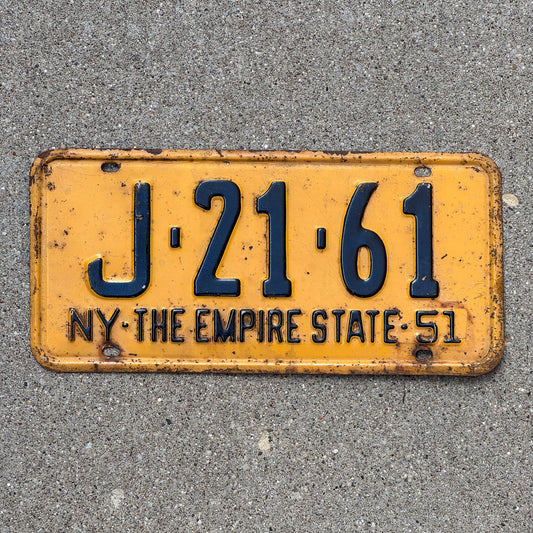 J·21·61
NY·THE EMPIRE STATE·51